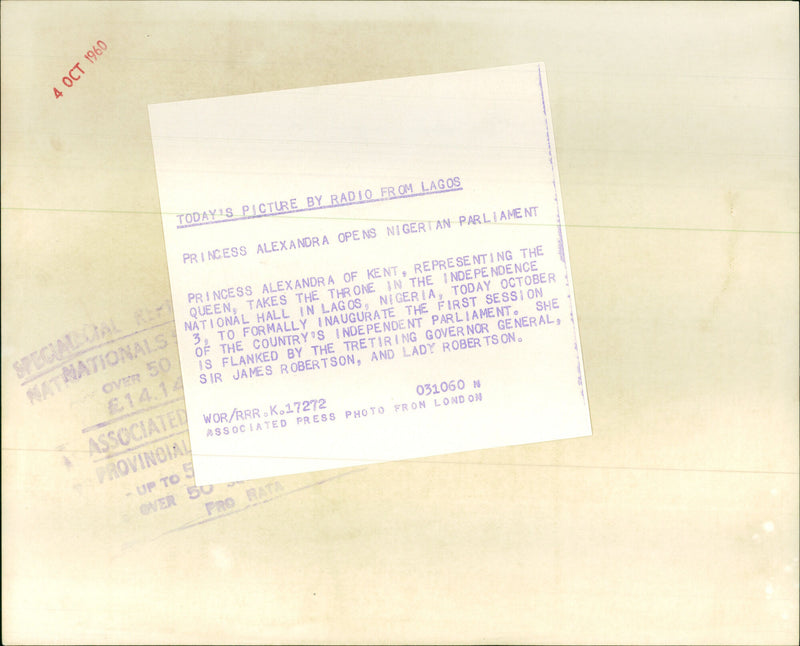 4 OCT 1960
TODAY'S PICTURE BY RADIO FROM LAGOS
PRINCESS ALEXANDRA OPENS NIGERIAN PARLIAMENT
PRINCESS ALEXANDRA OF KENT, REPRESENTING THE
QUEEN, TAKES THE THRONE IN THE INDEPENDENCE
NATIONAL HALL IN LAGOS, NIGERIA, TODAY OCTOBER
3, TO FORMALLY INAUGURATE THE FIRST SESSION
OF THE COUNTRY'S INDEPENDENT PARLIAMENT. SHE
IS FLANKED BY THE TRETIRING GOVERNOR GENERAL,
SIR JAMES ROBERTSON, AND LADY ROBERTSON.
WOR/RRR.K.17272 031060 N
ASSOCIATED PRESS PHOTO FROM LONDON
NATIONALS
OVER 50
£14.14
ASSOCIATED
PROVINCIAL
UP TO 5
OVER 50
PRO RATA